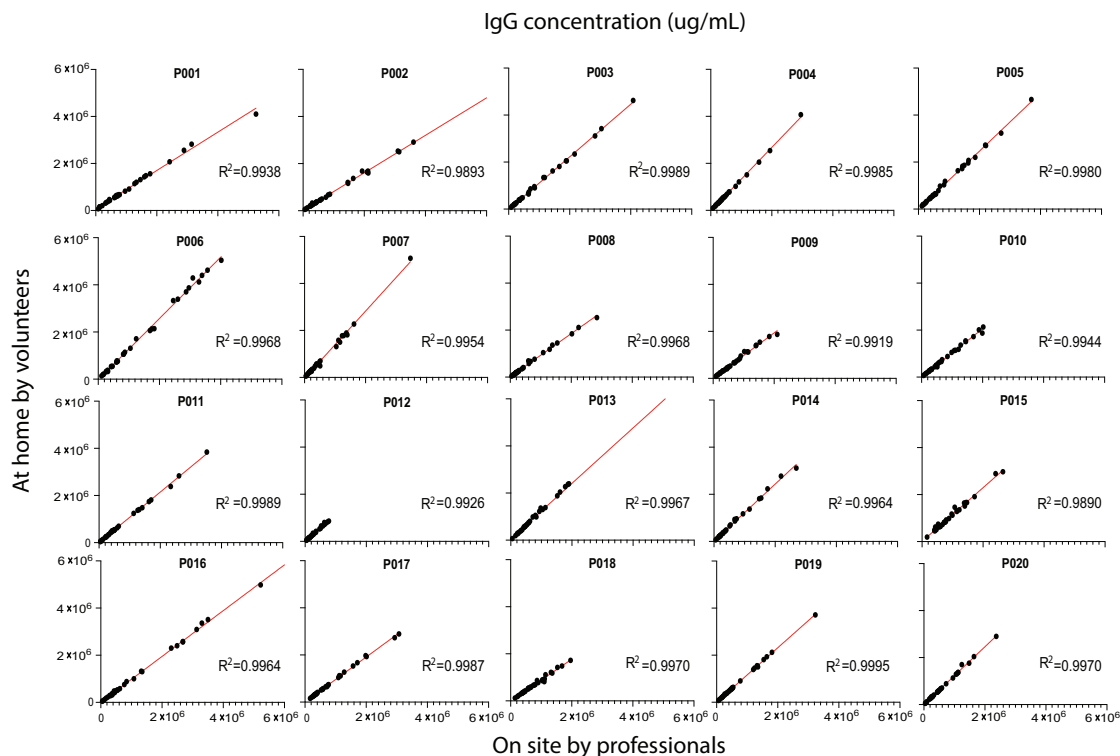 IgG concentration (ug/mL)
6 ×10⁶
P001 P002 P003 P004 P005
4 ×10⁶
2 ×10⁶
R²=0.9938 R²=0.9893 R²=0.9989 R²=0.9985 R²=0.9980
0
6 ×10⁶
P006 P007 P008 P009 P010
4 ×10⁶
2 ×10⁶
R²=0.9968 R²=0.9954 R²=0.9968 R²=0.9919 R²=0.9944
0
At home by volunteers
6 ×10⁶
P011 P012 P013 P014 P015
4 ×10⁶
2 ×10⁶
R²=0.9989 R²=0.9926 R²=0.9967 R²=0.9964 R²=0.9890
0
6 ×10⁶
P016 P017 P018 P019 P020
4 ×10⁶
2 ×10⁶
R²=0.9964 R²=0.9987 R²=0.9970 R²=0.9995 R²=0.9970
0
0 2 ×10⁶ 4 ×10⁶ 6 ×10⁶ 0 2 ×10⁶ 4 ×10⁶ 6 ×10⁶ 0 2 ×10⁶ 4 ×10⁶ 6 ×10⁶ 0 2 ×10⁶ 4 ×10⁶ 6 ×10⁶ 0 2 ×10⁶ 4 ×10⁶ 6 ×10⁶
On site by professionals